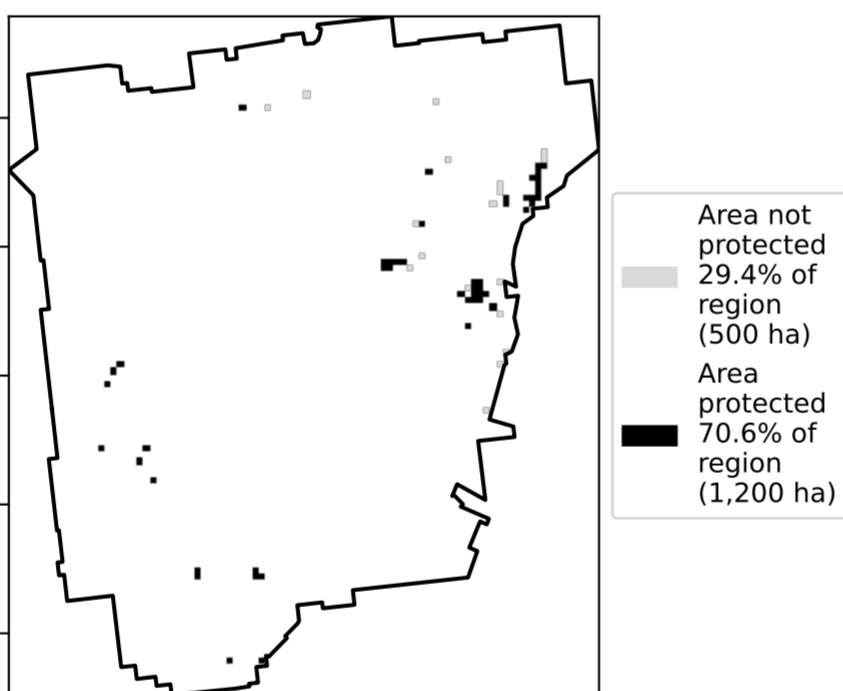 Area not
protected
29.4% of
region
(500 ha)
Area
protected
70.6% of
region
(1,200 ha)